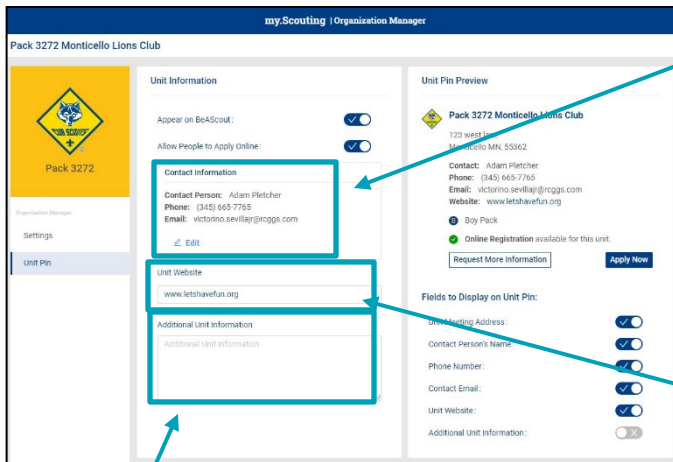 my.Scouting | Organization Manager
Pack 3272 Monticello Lions Club
CUB SCOUTS
Pack 3272
Organization Manager
Settings
Unit Pin
Unit Information
Appear on BeAScout:
Allow People to Apply Online:
Contact Information
Contact Person: Adam Pletcher
Phone: (345) 665-7765
Email: victorino.sevillajr@rcggs.com
Edit
Unit Website
www.letshavefun.org
Additional Unit Information
Additional Unit Information
Unit Pin Preview
Pack 3272 Monticello Lions Club
123 west lane
Monticello MN, 55362
Contact: Adam Pletcher
Phone: (345) 665-7765
Email: victorino.sevillajr@rcggs.com
Website: www.letshavefun.org
Boy Pack
Online Registration available for this unit.
Request More Information
Apply Now
Fields to Display on Unit Pin:
Unit Meeting Address:
Contact Person's Name:
Phone Number:
Contact Email:
Unit Website:
Additional Unit Information: